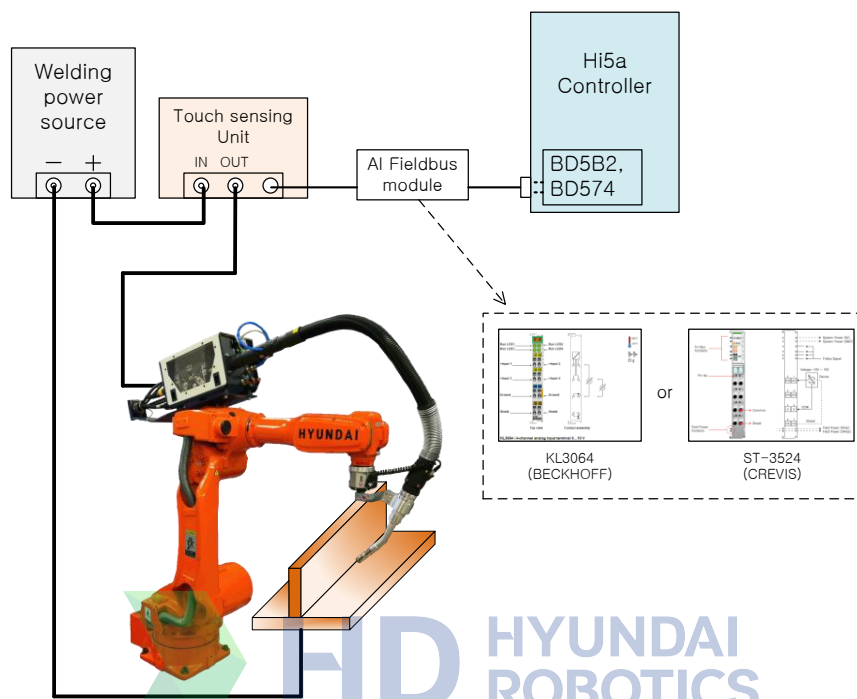 Welding
power
source
− +
Touch sensing
Unit
IN OUT
AI Fieldbus
module
Hi5a
Controller
BD5B2,
BD574
or
KL3064
(BECKHOFF)
ST-3524
(CREVIS)
HYUNDAI
HD HYUNDAI
ROBOTICS